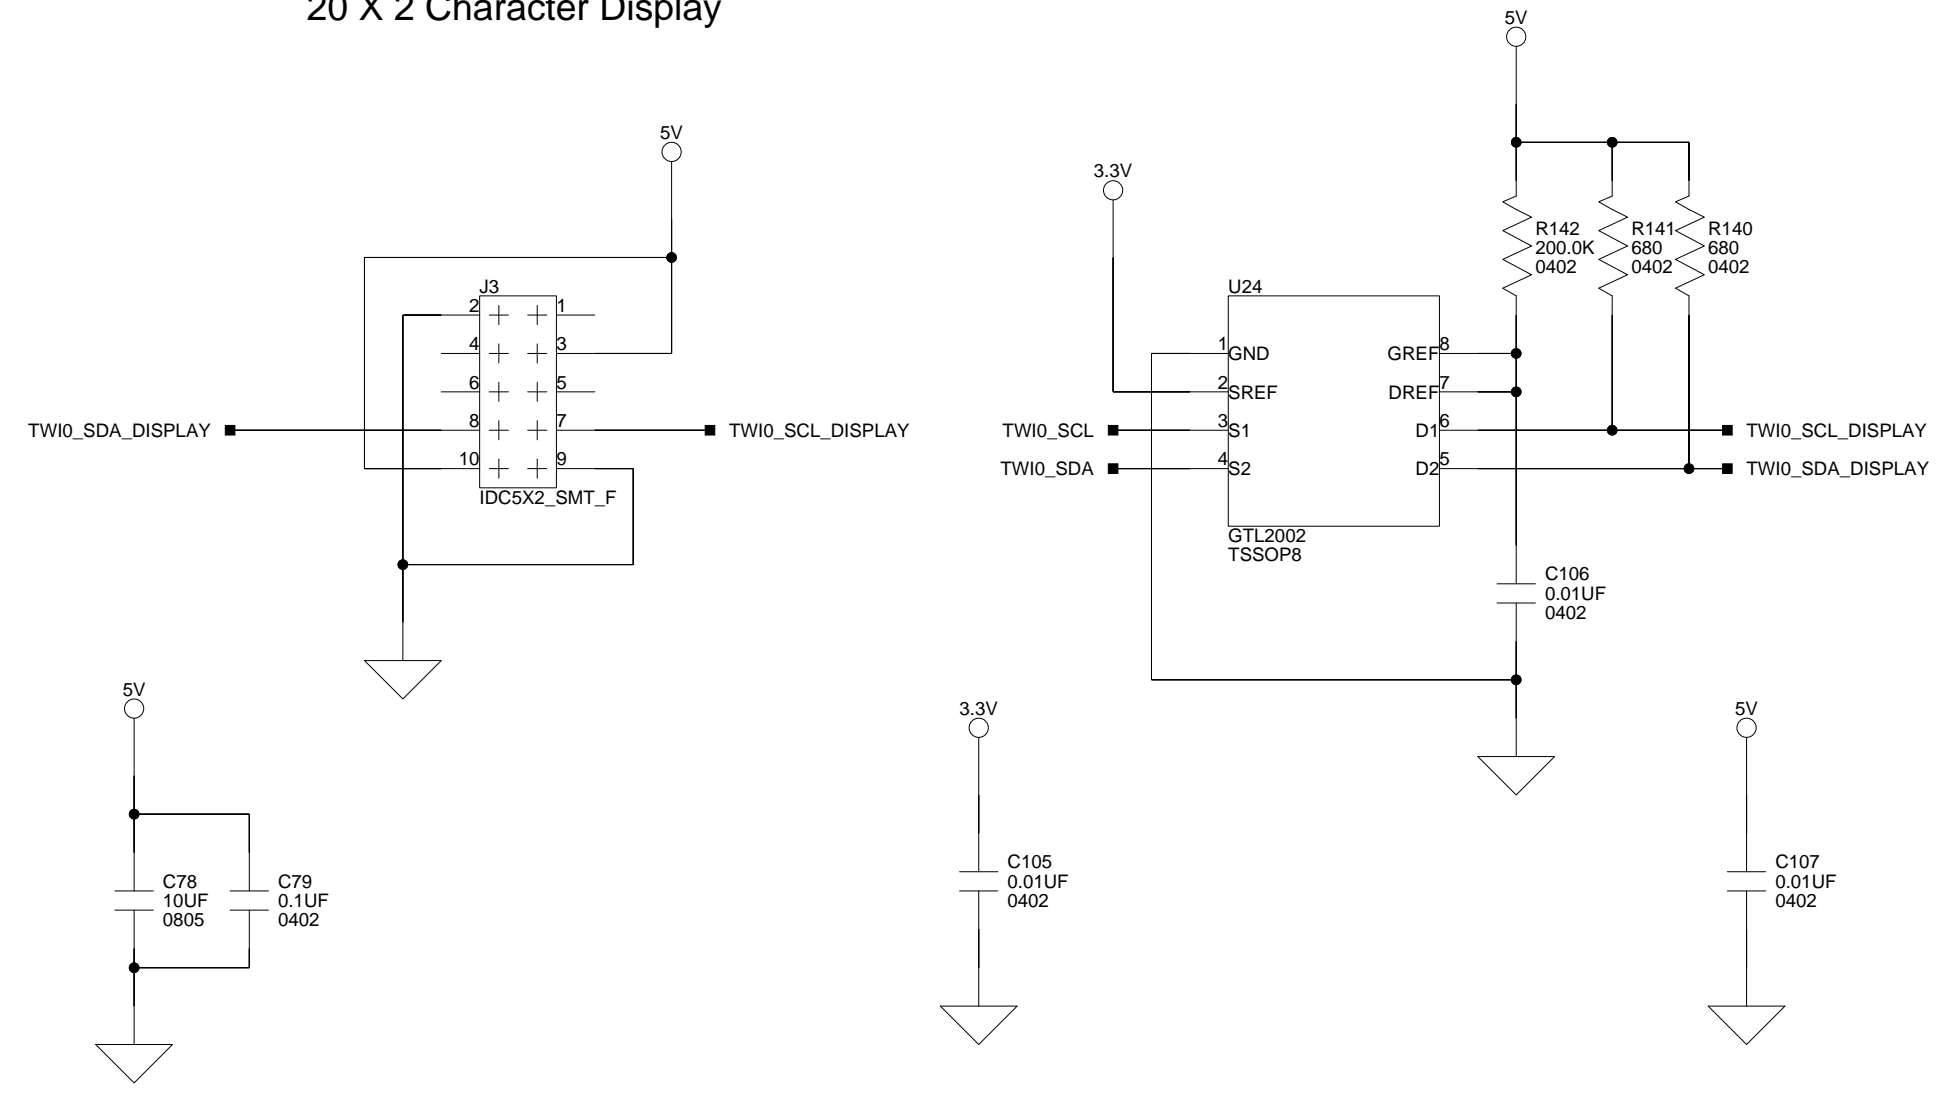 20 X 2 Character Display
5V
J3
2 1
4 3
6 5
8 7
10 9
IDC5X2_SMT_F
TWI0_SDA_DISPLAY
TWI0_SCL_DISPLAY
5V
C78
10UF
0805
C79
0.1UF
0402
5V
3.3V
R142
200.0K
0402
R141
680
0402
R140
680
0402
U24
1 GND
2 SREF
3 S1
4 S2
GREF 8
DREF 7
D1 6
D2 5
GTL2002
TSSOP8
TWI0_SCL
TWI0_SDA
TWI0_SCL_DISPLAY
TWI0_SDA_DISPLAY
C106
0.01UF
0402
3.3V
C105
0.01UF
0402
5V
C107
0.01UF
0402